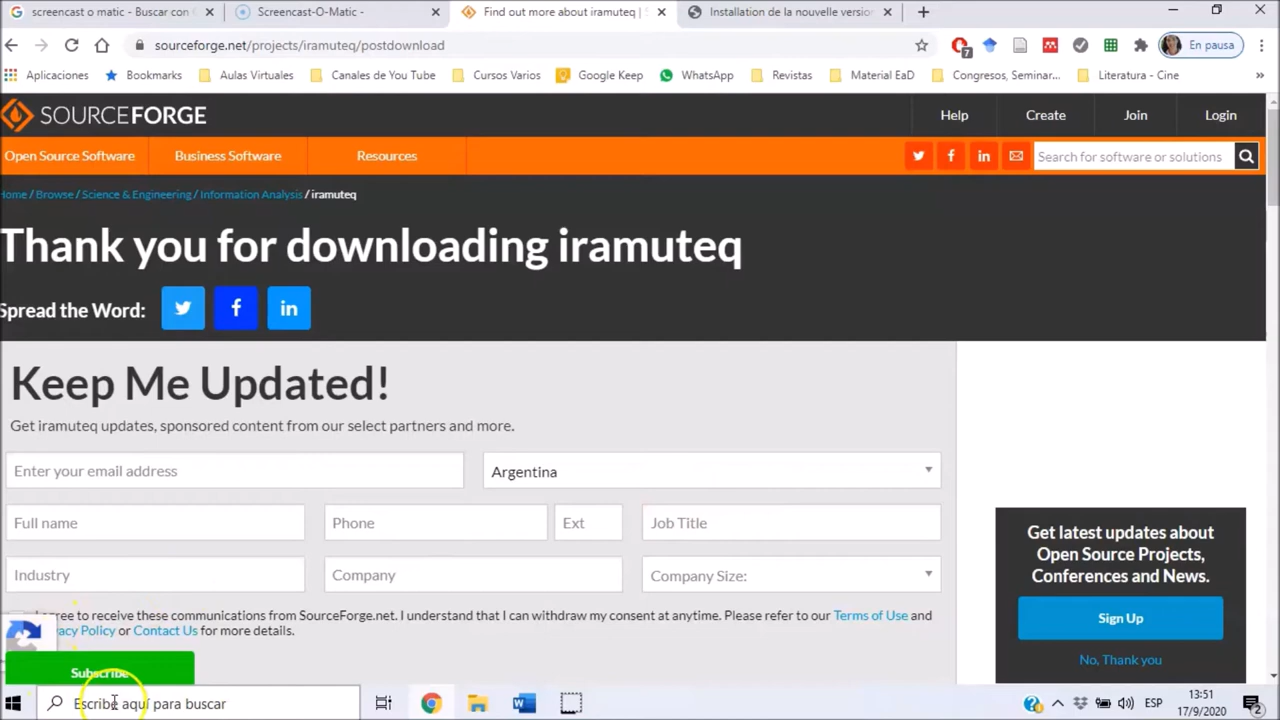 screencast o matic - Buscar con
Screencast-O-Matic -
Find out more about iramuteq | S
Installation de la nouvelle version
sourceforge.net/projects/iramuteq/postdownload
7
En pausa
Aplicaciones
Bookmarks
Aulas Virtuales
Canales de You Tube
Cursos Varios
Google Keep
WhatsApp
Revistas
Material EaD
Congresos, Seminar...
Literatura - Cine
»
SOURCEFORGE
Help
Create
Join
Login
Open Source Software
Business Software
Resources
Search for software or solutions
Home / Browse / Science & Engineering / Information Analysis / iramuteq
Thank you for downloading iramuteq
Spread the Word:
Keep Me Updated!
Get iramuteq updates, sponsored content from our select partners and more.
Enter your email address
Argentina
Full name
Phone
Ext
Job Title
Industry
Company
Company Size:
I agree to receive these communications from SourceForge.net. I understand that I can withdraw my consent at anytime. Please refer to our Terms of Use and
acy Policy or Contact Us for more details.
Subscribe
Get latest updates about
Open Source Projects,
Conferences and News.
Sign Up
No, Thank you
Escribe aquí para buscar
ESP
13:51
17/9/2020
2